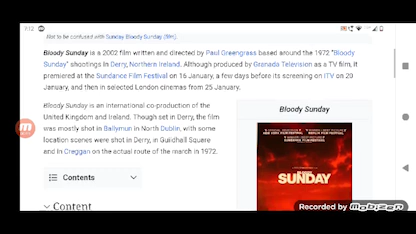 7:12
Not to be confused with Sunday Bloody Sunday (film).
Bloody Sunday is a 2002 film written and directed by Paul Greengrass based around the 1972 "Bloody
Sunday" shootings in Derry, Northern Ireland. Although produced by Granada Television as a TV film, it
premiered at the Sundance Film Festival on 16 January, a few days before its screening on ITV on 20
January, and then in selected London cinemas from 25 January.
Bloody Sunday is an international co-production of the
United Kingdom and Ireland. Though set in Derry, the film
was mostly shot in Ballymun in North Dublin, with some
location scenes were shot in Derry, in Guildhall Square
and in Creggan on the actual route of the march in 1972.
Bloody Sunday
Contents
SUNDAY
Content
Recorded by Mobizen